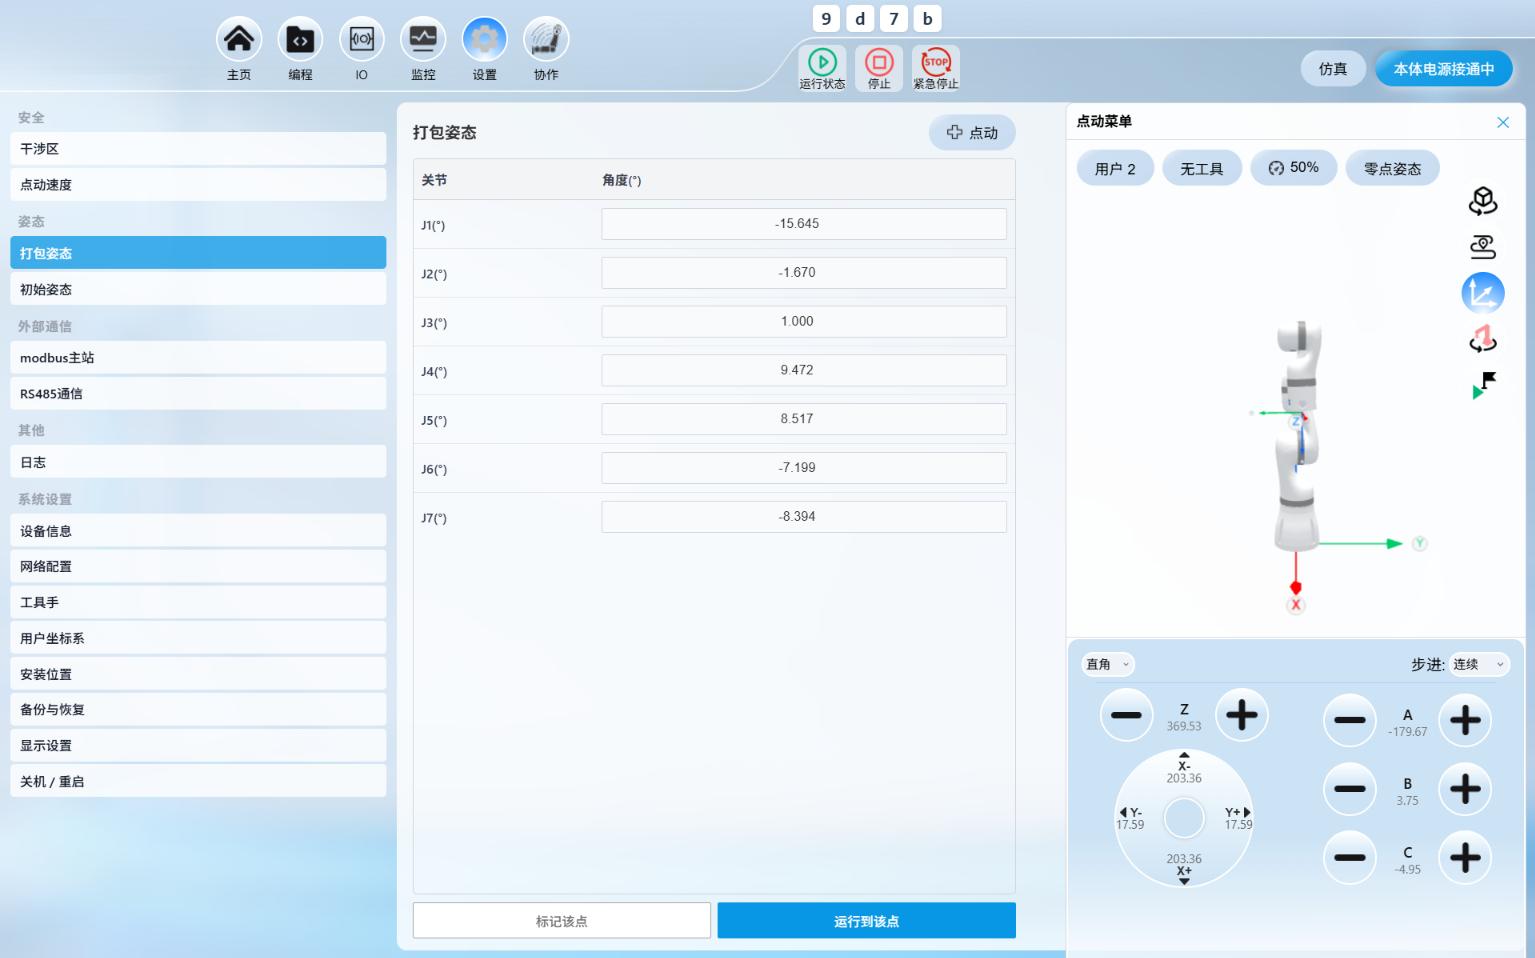 9 d 7 b
主页
编程
IO
监控
设置
协作
运行状态
停止
STOP
紧急停止
仿真
本体电源接通中
安全
干涉区
点动速度
姿态
打包姿态
初始姿态
外部通信
modbus主站
RS485通信
其他
日志
系统设置
设备信息
网络配置
工具手
用户坐标系
安装位置
备份与恢复
显示设置
关机 / 重启
打包姿态
点动
关节 角度(°)
J1(°) -15.645
J2(°) -1.670
J3(°) 1.000
J4(°) 9.472
J5(°) 8.517
J6(°) -7.199
J7(°) -8.394
标记该点
运行到该点
点动菜单
用户 2
无工具
50%
零点姿态
Z
Y
X
直角
步进: 连续
Z
369.53
X-
203.36
Y-
17.59
Y+
17.59
203.36
X+
A
-179.67
B
3.75
C
-4.95